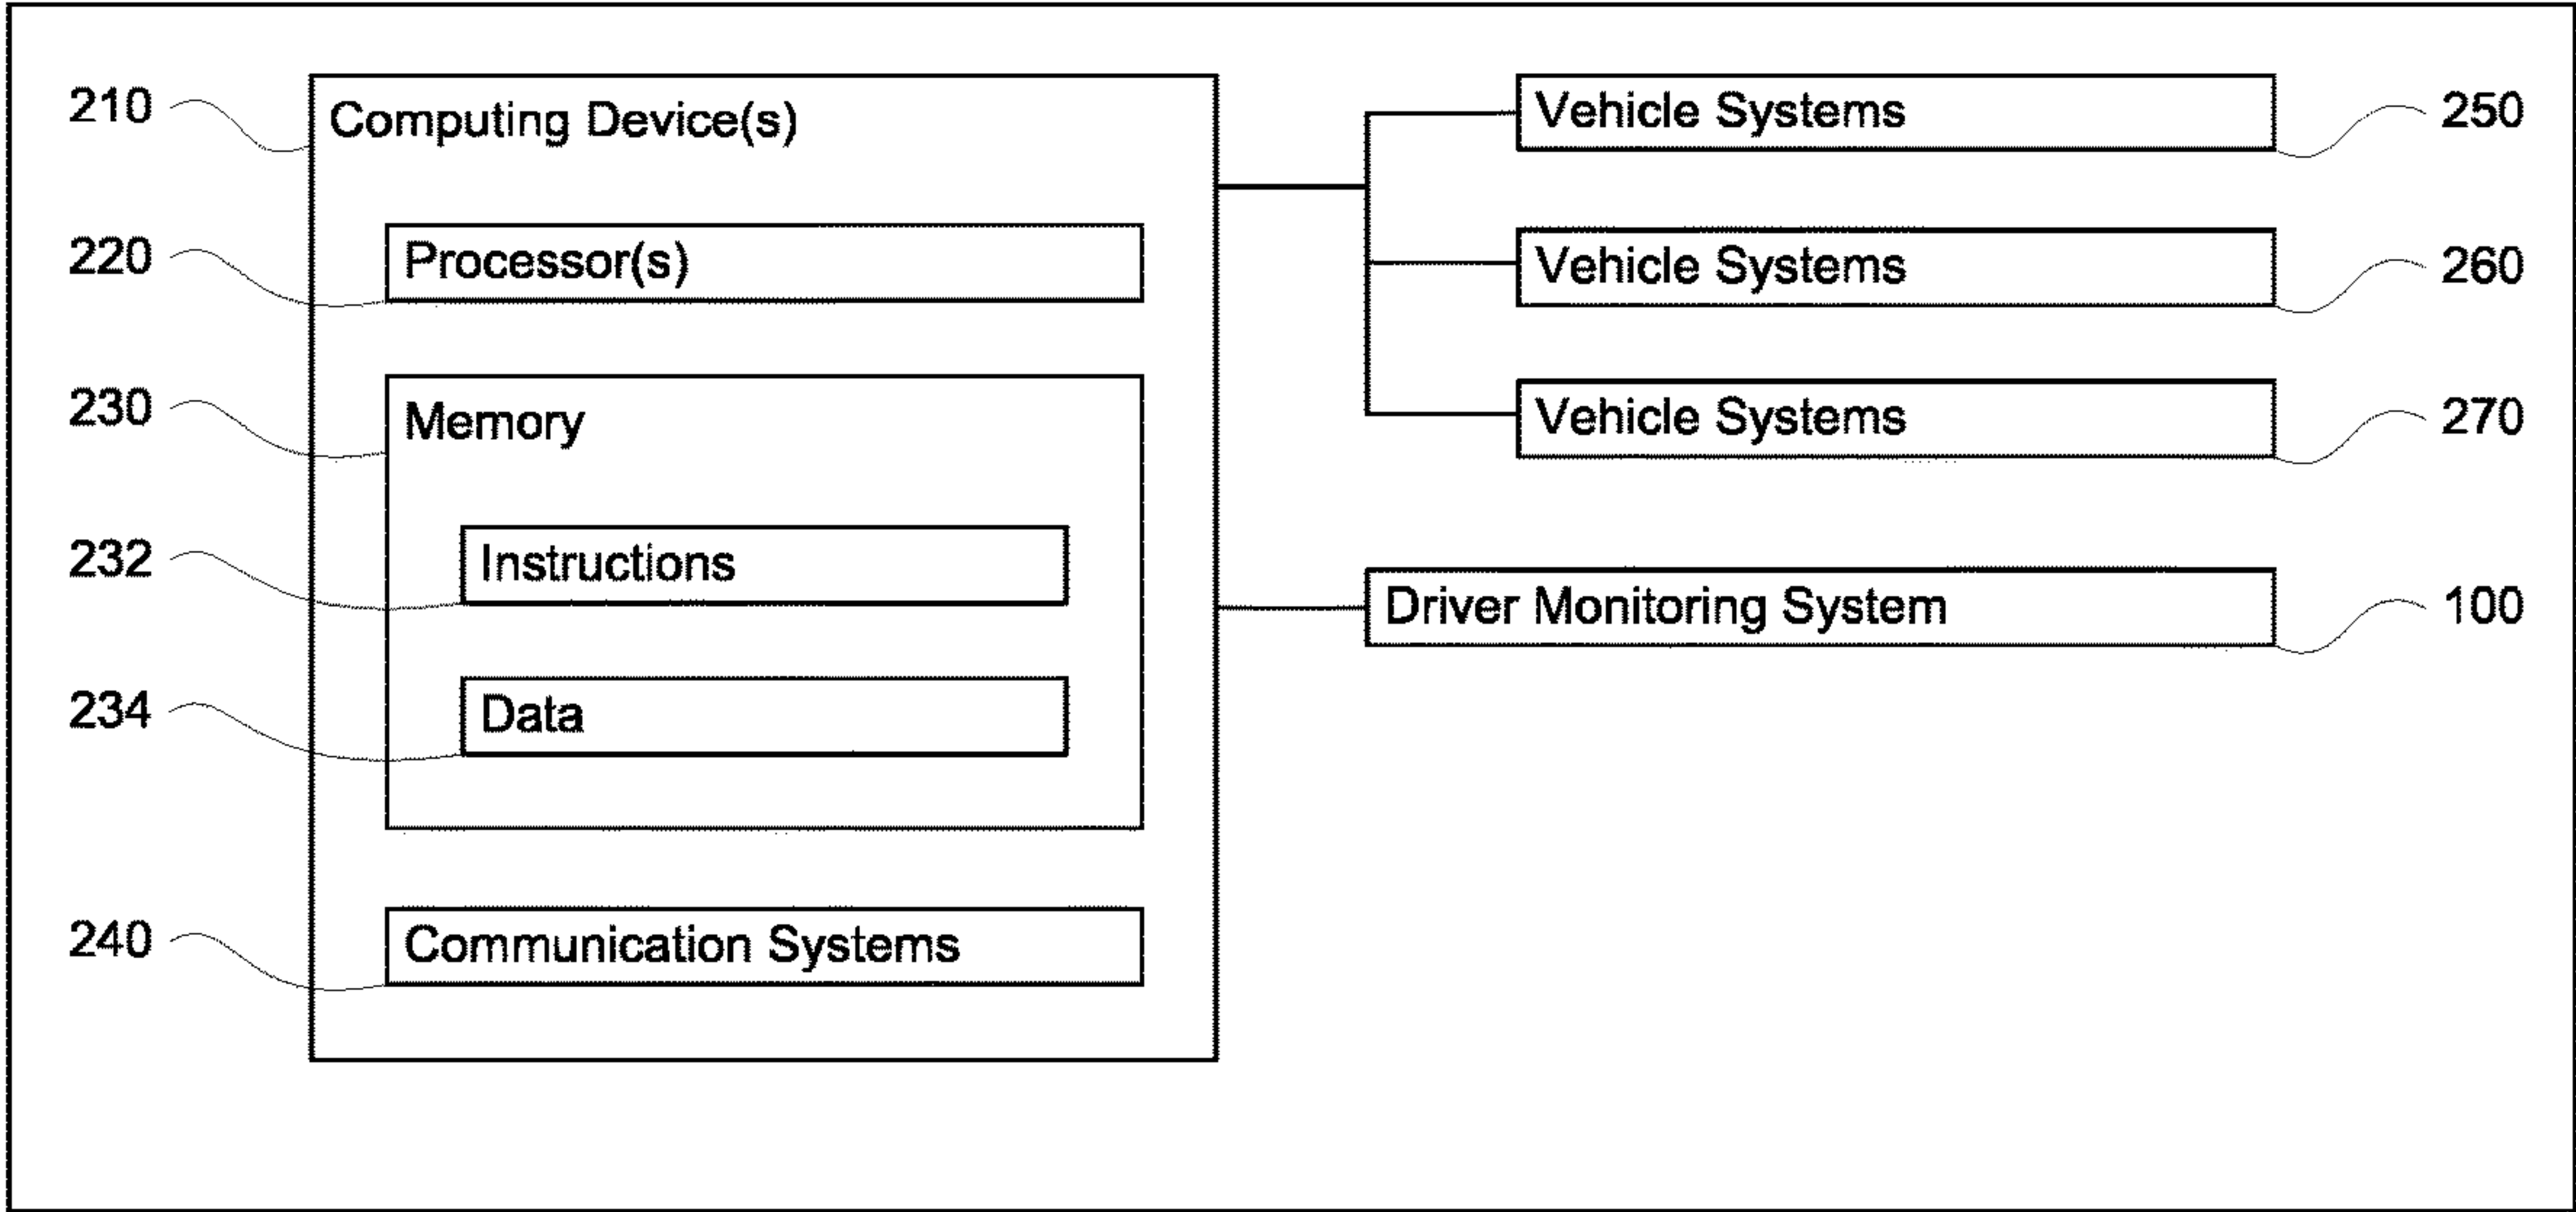 210
Computing Device(s)
220
Processor(s)
230
Memory
232
Instructions
234
Data
240
Communication Systems
Vehicle Systems
250
Vehicle Systems
260
Vehicle Systems
270
Driver Monitoring System
100